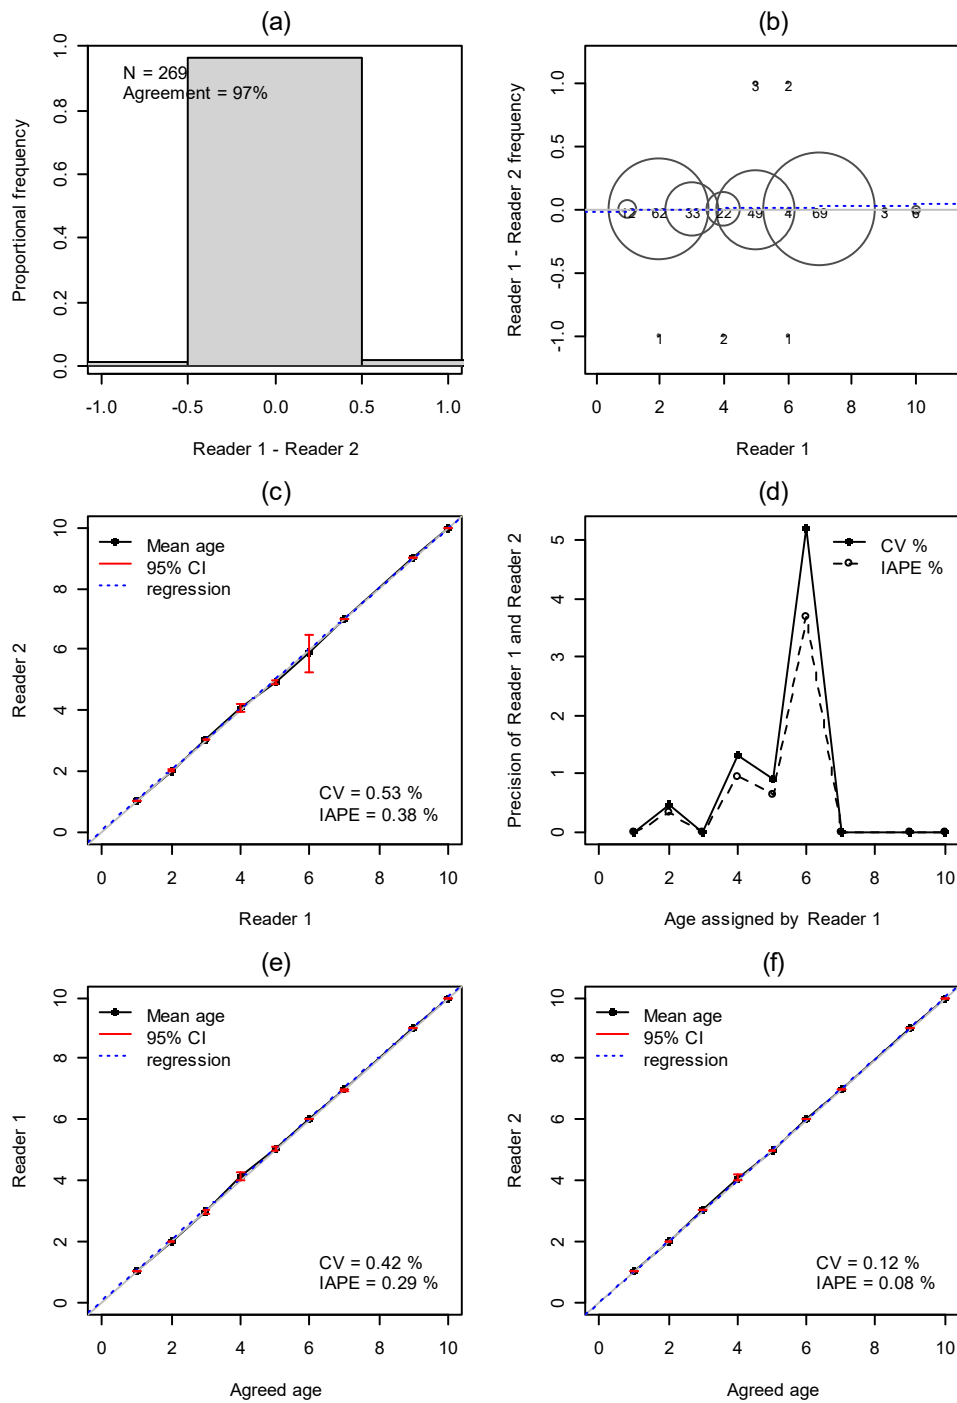 (a)
N = 269
Agreement = 97%
Proportional frequency
0.0 0.2 0.4 0.6 0.8 1.0
-1.0 -0.5 0.0 0.5 1.0
Reader 1 - Reader 2
(b)
Reader 1 - Reader 2 frequency
-1.0 -0.5 0.0 0.5 1.0
3 2
12 62 33 22 49 4 69 3 6
1 2 1
0 2 4 6 8 10
Reader 1
(c)
Mean age
95% CI
regression
Reader 2
0 2 4 6 8 10
CV = 0.53 %
IAPE = 0.38 %
0 2 4 6 8 10
Reader 1
(d)
CV %
IAPE %
Precision of Reader 1 and Reader 2
0 1 2 3 4 5
0 2 4 6 8 10
Age assigned by Reader 1
(e)
Mean age
95% CI
regression
Reader 1
0 2 4 6 8 10
CV = 0.42 %
IAPE = 0.29 %
0 2 4 6 8 10
Agreed age
(f)
Mean age
95% CI
regression
Reader 2
0 2 4 6 8 10
CV = 0.12 %
IAPE = 0.08 %
0 2 4 6 8 10
Agreed age